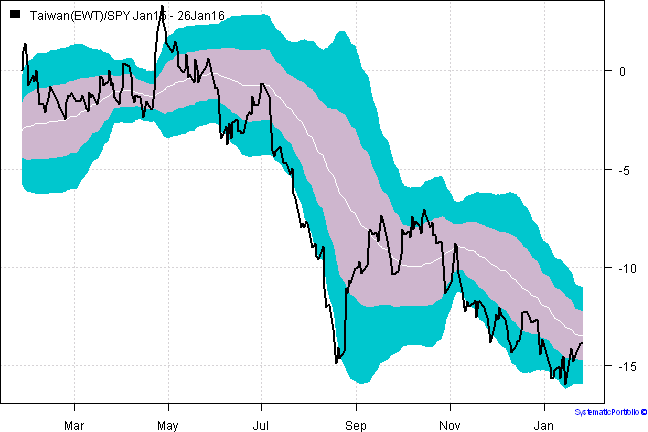 Taiwan(EWT)/SPY Jan15 - 26Jan16
0
-5
-10
-15
Mar May Jul Sep Nov Jan
SystematicPortfolio ©